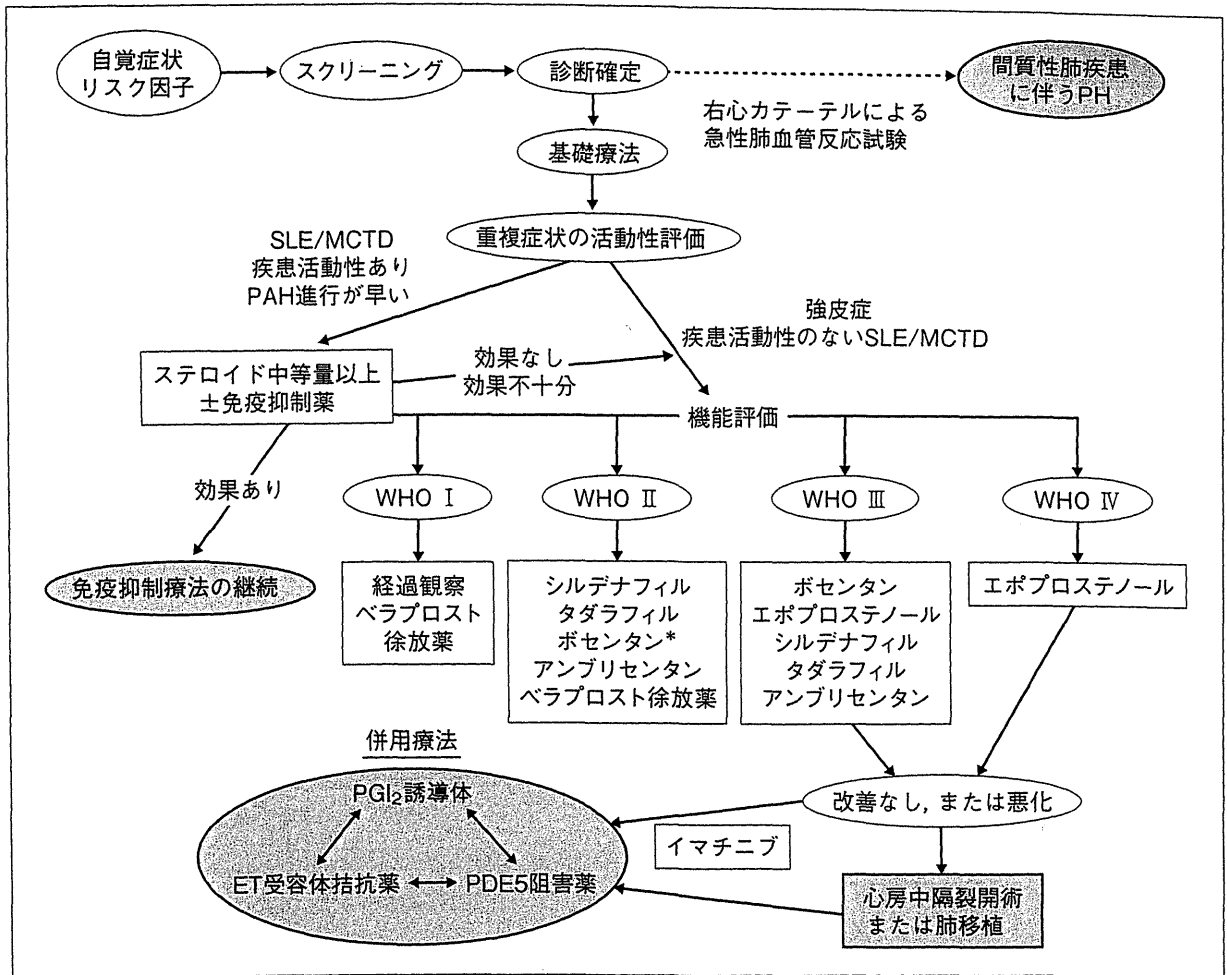 自覚症状
リスク因子
スクリーニング
診断確定
間質性肺疾患
に伴うPH
右心カテーテルによる
急性肺血管反応試験
基礎療法
重複症状の活動性評価
SLE/MCTD
疾患活動性あり
PAH進行が早い
強皮症
疾患活動性のないSLE/MCTD
ステロイド中等量以上
±免疫抑制薬
効果なし
効果不十分
機能評価
効果あり
WHO Ⅰ
WHO Ⅱ
WHO Ⅲ
WHO Ⅳ
免疫抑制療法の継続
経過観察
ベラプロスト
徐放薬
シルデナフィル
タダラフィル
ボセンタン*
アンブリセンタン
ベラプロスト徐放薬
ボセンタン
エポプロステノール
シルデナフィル
タダラフィル
アンブリセンタン
エポプロステノール
併用療法
PGI₂誘導体
ET受容体拮抗薬
PDE5阻害薬
改善なし, または悪化
イマチニブ
心房中隔裂開術
または肺移植